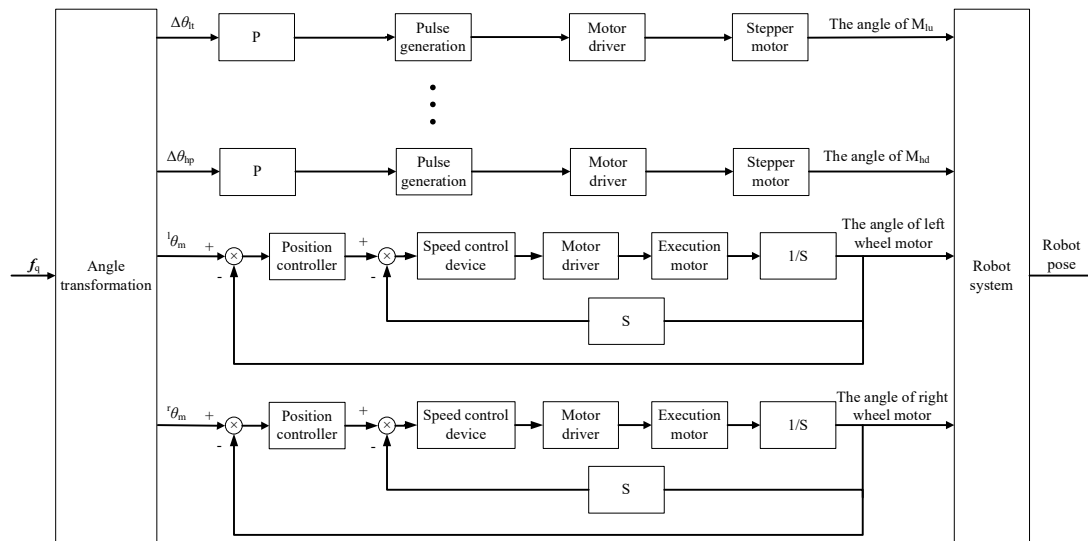 Δθlt
P
Pulse
generation
Motor
driver
Stepper
motor
The angle of Mlu
Δθhp
P
Pulse
generation
Motor
driver
Stepper
motor
The angle of Mhd
fq
Angle
transformation
lθm
+
-
Position
controller
+
-
Speed control
device
Motor
driver
Execution
motor
1/S
The angle of left
wheel motor
S
Robot
system
Robot
pose
rθm
+
-
Position
controller
+
-
Speed control
device
Motor
driver
Execution
motor
1/S
The angle of right
wheel motor
S